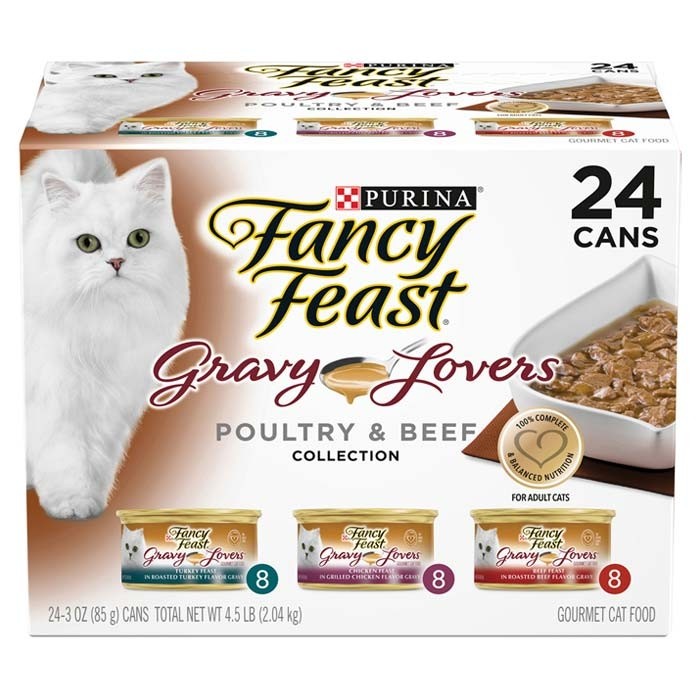 PURINA
Fancy Feast
Gravy Lovers
COLLECTION
POULTRY & BEEF
24
CANS
8
8
8
GOURMET CAT FOOD
PURINA®
Fancy
Feast®
Gravy Lovers
POULTRY & BEEF
COLLECTION
24
CANS
100% COMPLETE
& BALANCED NUTRITION
FOR ADULT CATS
Fancy
Feast
Gravy Lovers
TURKEY FEAST
IN ROASTED TURKEY FLAVOR GRAVY
8
Fancy
Feast
Gravy Lovers
CHICKEN FEAST
IN GRILLED CHICKEN FLAVOR GRAVY
8
Fancy
Feast
Gravy Lovers
BEEF FEAST
IN ROASTED BEEF FLAVOR GRAVY
8
24-3 OZ (85 g) CANS TOTAL NET WT 4.5 LB (2.04 kg)
GOURMET CAT FOOD